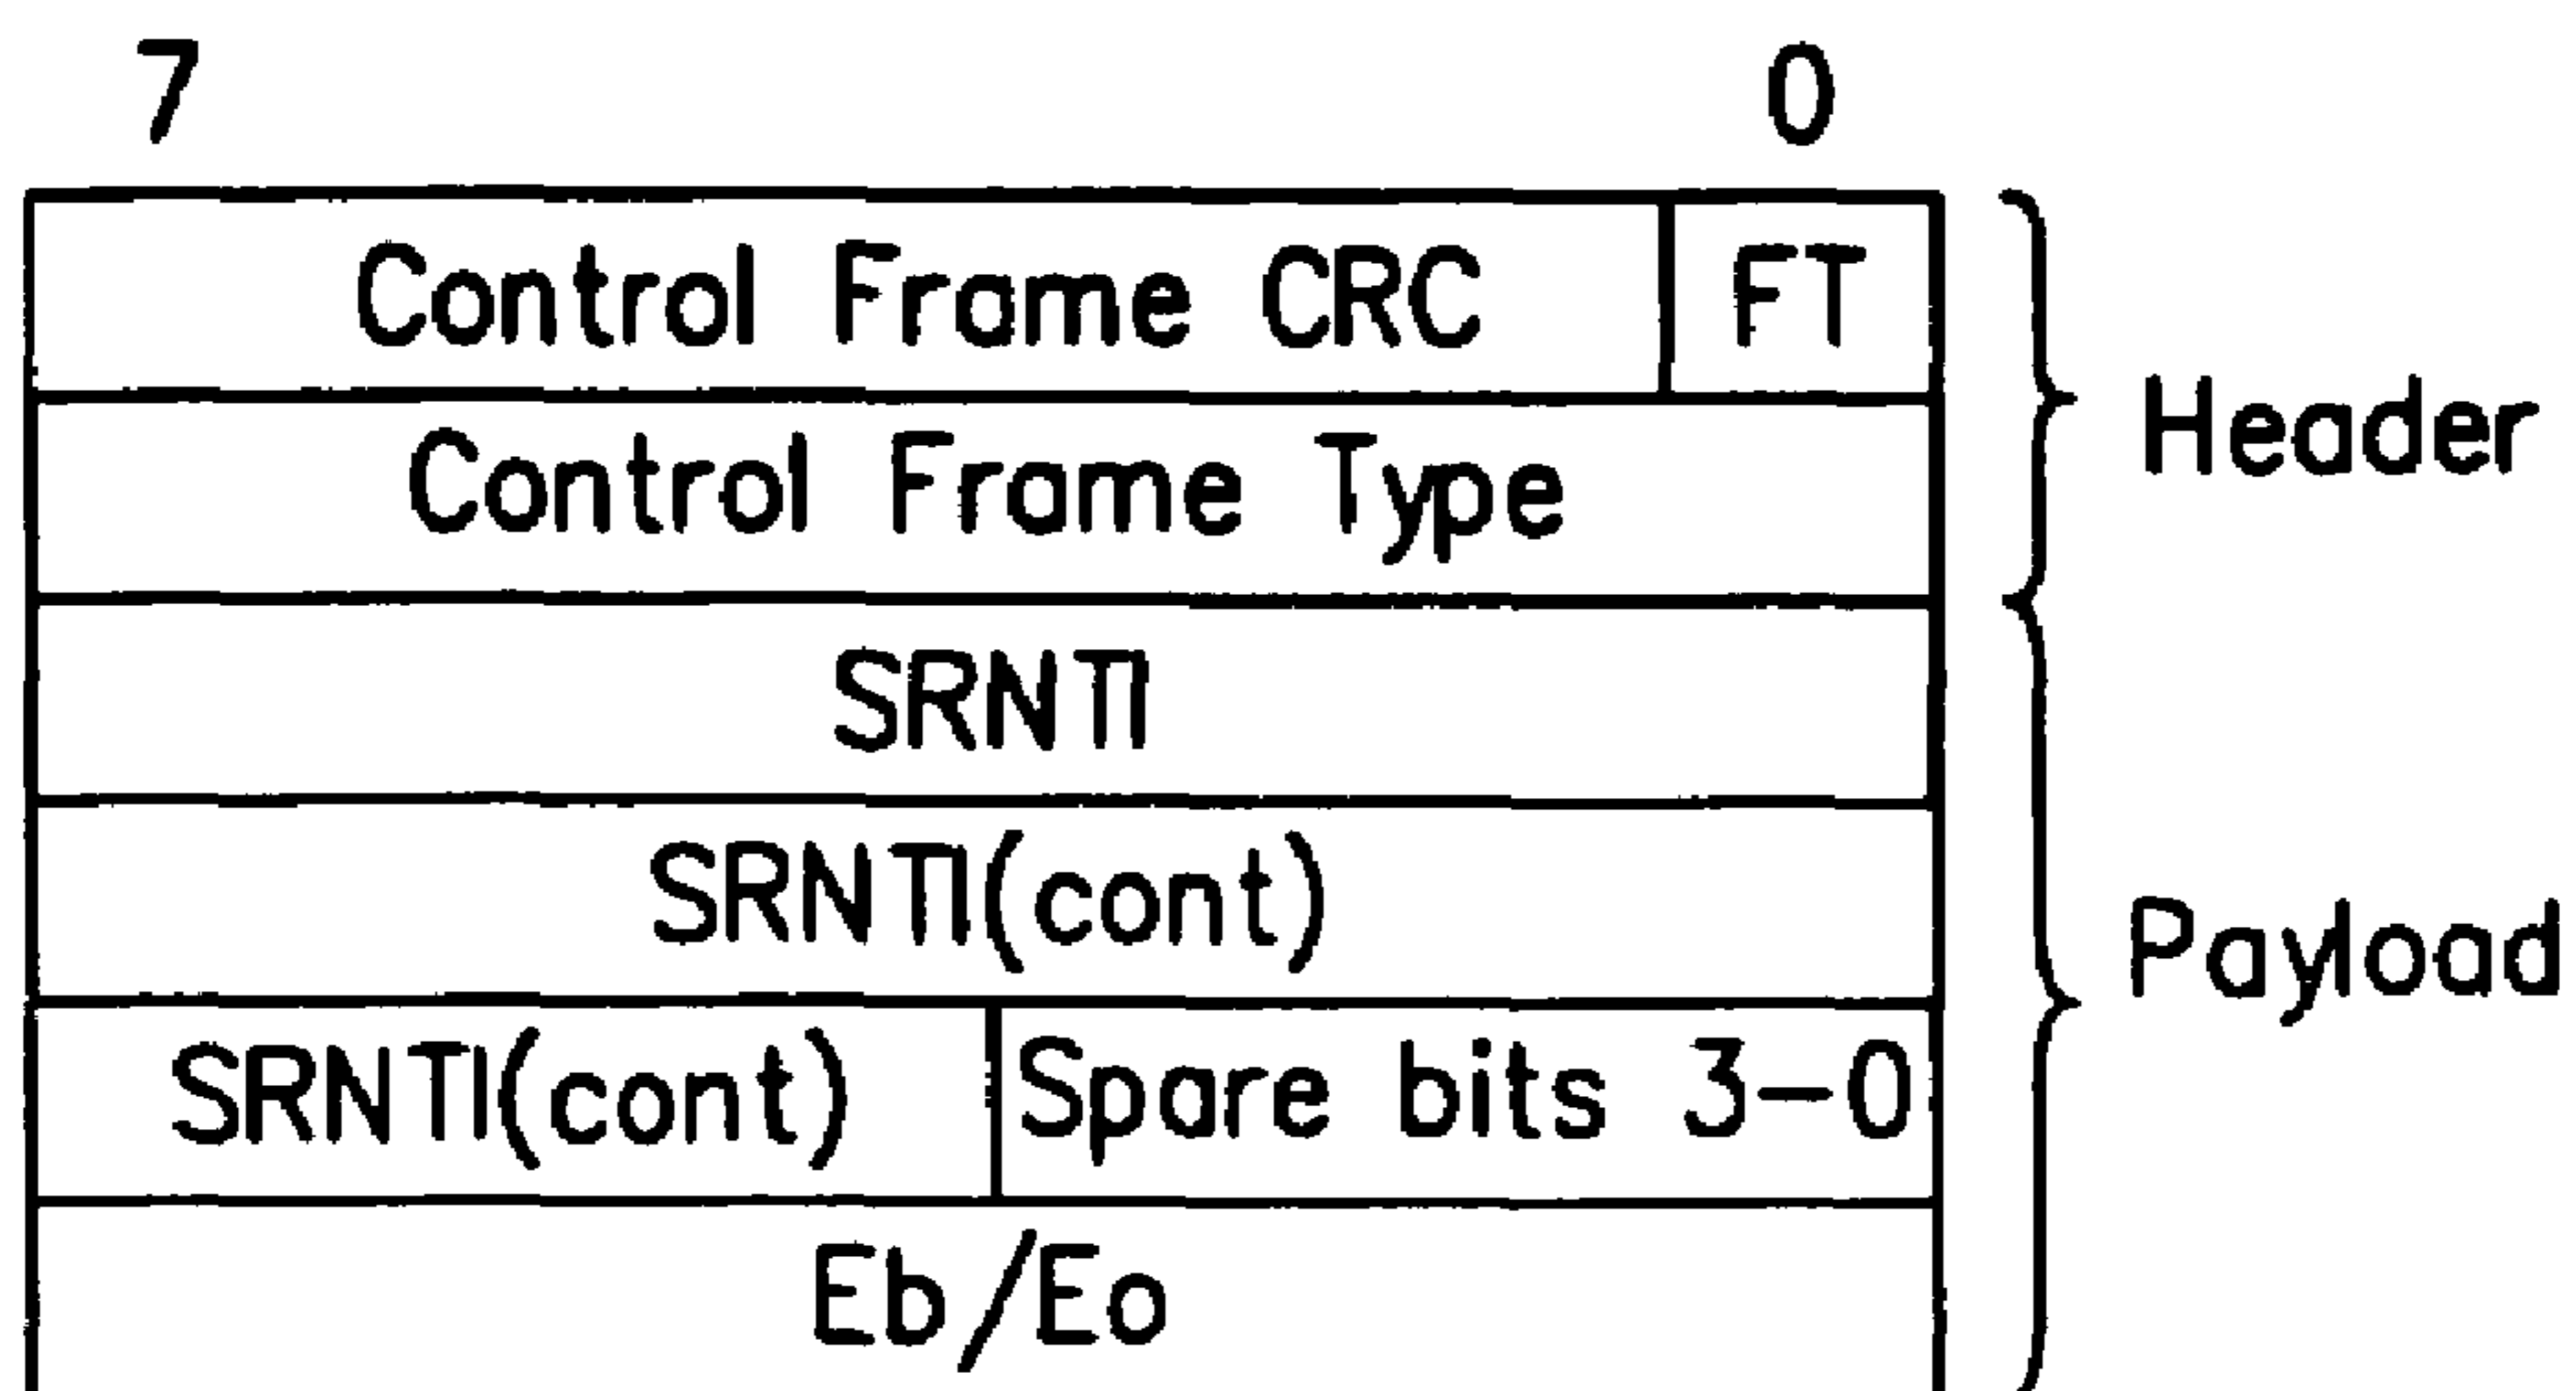 7 0
Control Frame CRC FT
Control Frame Type
Header
SRNTI
SRNTI(cont)
Payload
SRNTI(cont) Spare bits 3-0
Eb/Eo